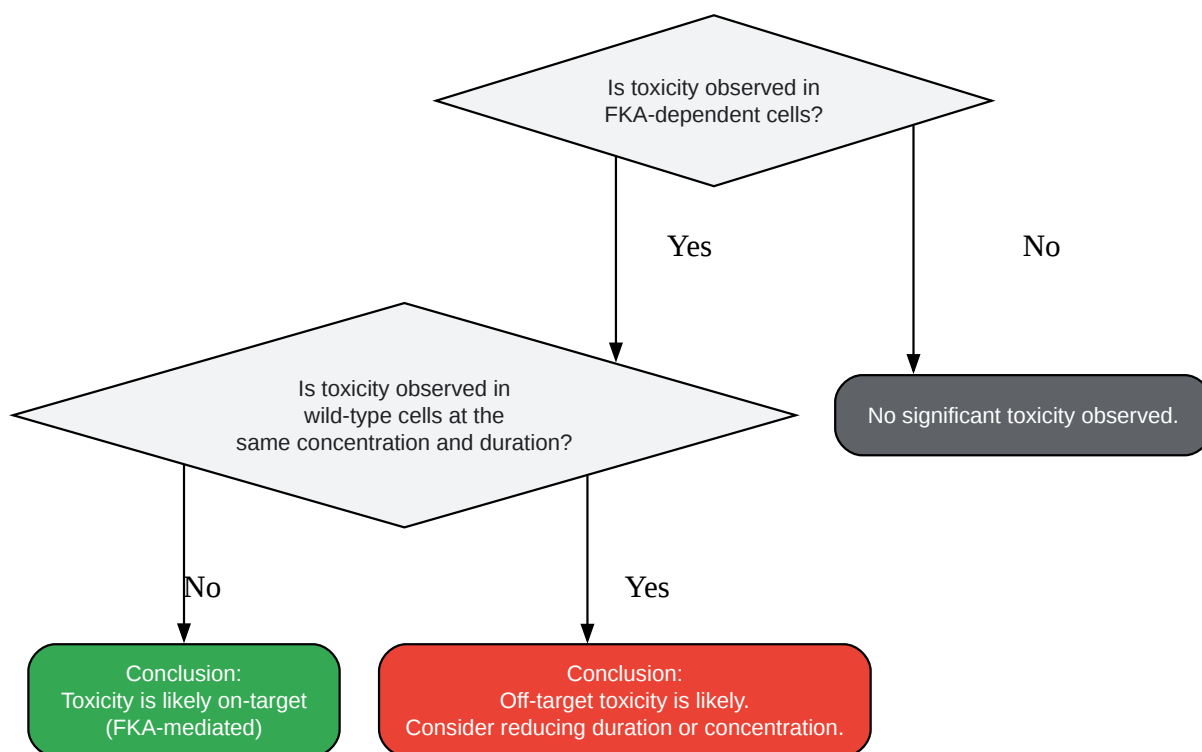 Is toxicity observed in
FKA-dependent cells?
Yes
No
Is toxicity observed in
wild-type cells at the
same concentration and duration?
No significant toxicity observed.
No
Yes
Conclusion:
Toxicity is likely on-target
(FKA-mediated)
Conclusion:
Off-target toxicity is likely.
Consider reducing duration or concentration.